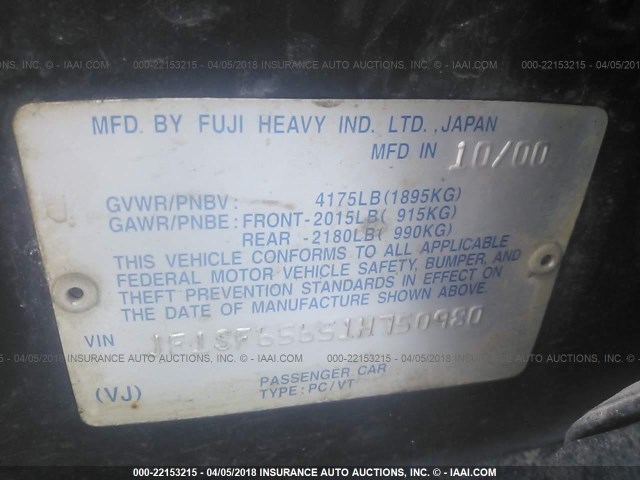 000-22153215 - 04/05/2018 INSURANCE AUTO AUCTIONS, INC. - IAAI.COM
MFD. BY FUJI HEAVY IND. LTD., JAPAN
MFD IN 10/00
GVWR/PNBV: 4175LB(1895KG)
GAWR/PNBE: FRONT-2015LB( 915KG)
REAR -2180LB( 990KG)
THIS VEHICLE CONFORMS TO ALL APPLICABLE
FEDERAL MOTOR VEHICLE SAFETY, BUMPER, AND
THEFT PREVENTION STANDARDS IN EFFECT ON
THE DATE OF MANUFACTURE SHOWN ABOVE
VIN JF1SF65651H750980
PASSENGER CAR
(VJ) TYPE: PC/VT
000-22153215 - 04/05/2018 INSURANCE AUTO AUCTIONS, INC. - IAAI.COM